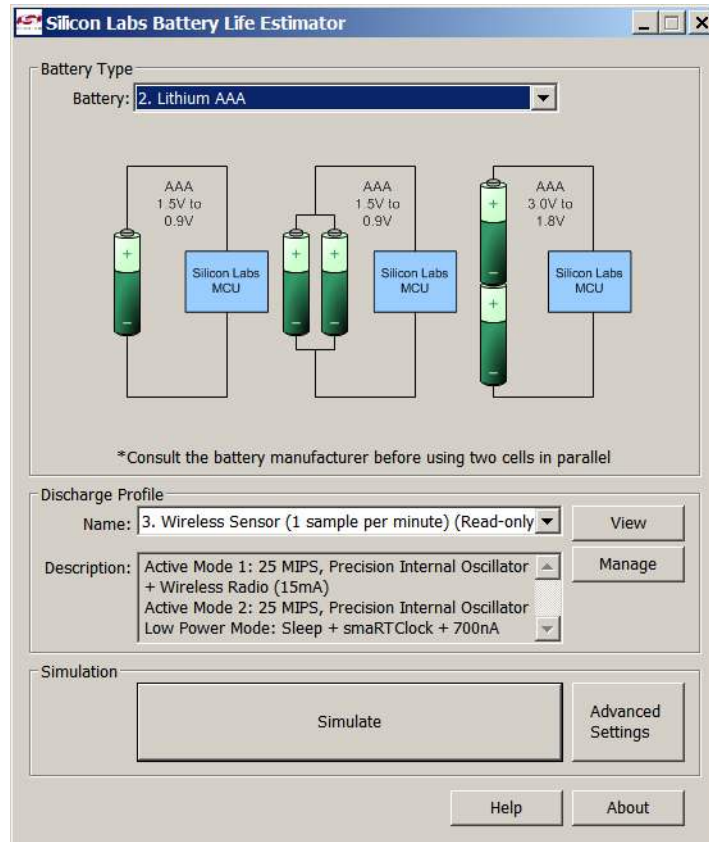 Silicon Labs Battery Life Estimator
Battery Type
Battery: 2. Lithium AAA
AAA
1.5V to
0.9V
+
−
Silicon Labs
MCU
AAA
1.5V to
0.9V
+
+
−
−
Silicon Labs
MCU
AAA
3.0V to
1.8V
+
−
+
−
Silicon Labs
MCU
*Consult the battery manufacturer before using two cells in parallel
Discharge Profile
Name: 3. Wireless Sensor (1 sample per minute) (Read-only
View
Description: Active Mode 1: 25 MIPS, Precision Internal Oscillator
+ Wireless Radio (15mA)
Active Mode 2: 25 MIPS, Precision Internal Oscillator
Low Power Mode: Sleep + smaRTClock + 700nA
Manage
Simulation
Simulate
Advanced
Settings
Help
About